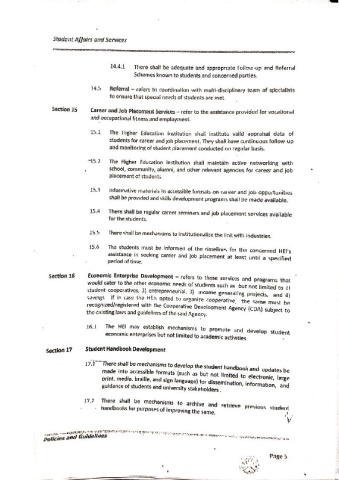 Student Affairs and Services
14.4.1 There shall be adequate and appropriate follow-up and Referral
Schemes known to students and concerned parties.
14.5 Referral – refers to coordination with multi-disciplinary team of specialists
to ensure that special needs of students are met.
Section 15 Career and Job Placement Services – refer to the assistance provided for vocational
and occupational fitness and employment.
15.1 The Higher Education Institution shall institute valid appraisal data of
students for career and job placement. They shall have continuous follow-up
and monitoring of student placement conducted on regular basis.
15.2 The Higher Education Institution shall maintain active networking with
school, community, alumni, and other relevant agencies for career and job
placement of students.
15.3 Informative materials in accessible formats on career and job opportunities
shall be provided and skills development programs shall be made available.
15.4 There shall be regular career seminars and job placement services available
for the students.
15.5 There shall be mechanisms to institutionalize the link with industries.
15.6 The students must be informed of the timelines for the concerned HEI's
assistance in seeking career and job placement at least until a specified
period of time.
Section 16 Economic Enterprise Development – refers to those services and programs that
would cater to the other economic needs of students such as but not limited to 1)
student cooperatives, 2) entrepreneurial, 3) income generating projects, and 4)
savings. If in case the HEIs opted to organize cooperative, the same must be
recognized/registered with the Cooperative Development Agency (CDA) subject to
the existing laws and guidelines of the said Agency.
16.1 The HEI may establish mechanisms to promote and develop student
economic enterprises but not limited to academic activities.
Section 17 Student Handbook Development
17.1 There shall be mechanisms to develop the student handbook and updates be
made into accessible formats (such as but not limited to electronic, large
print, media, braille, and sign language) for dissemination, information, and
guidance of students and university stakeholders.
17.2 There shall be mechanisms to archive and retrieve previous student
handbooks for purposes of improving the same.
Policies and Guidelines
Page 5